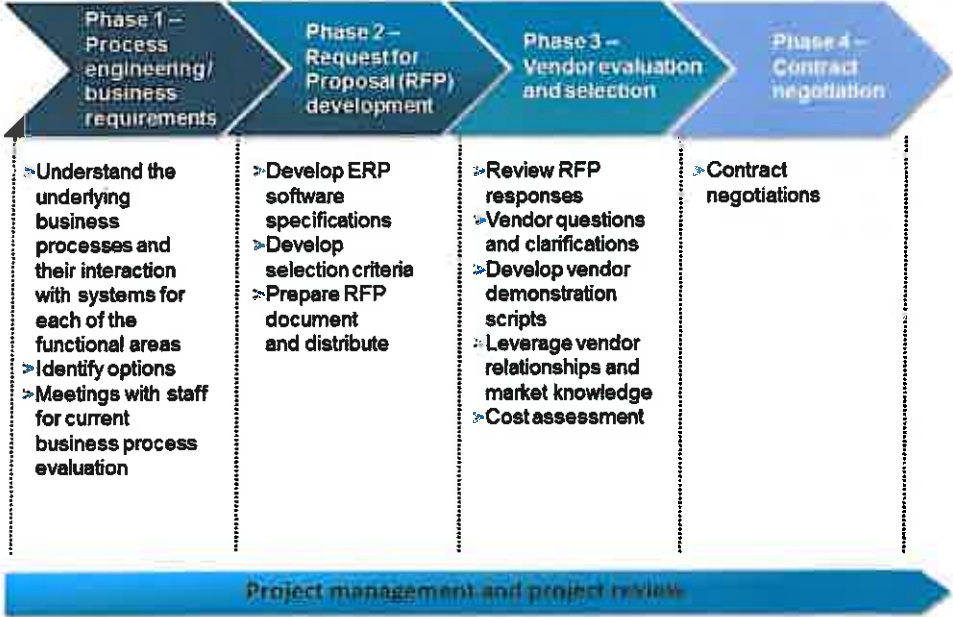 Phase 1 –
Process
engineering/
business
requirements
Phase 2 –
Request for
Proposal (RFP)
development
Phase 3 –
Vendor evaluation
and selection
Phase 4 –
Contract
negotiation
➢Understand the
underlying
business
processes and
their interaction
with systems for
each of the
functional areas
➢Identify options
➢Meetings with staff
for current
business process
evaluation
➢Develop ERP
software
specifications
➢Develop
selection criteria
➢Prepare RFP
document
and distribute
➢Review RFP
responses
➢Vendor questions
and clarifications
➢Develop vendor
demonstration
scripts
➢Leverage vendor
relationships and
market knowledge
➢Cost assessment
➢Contract
negotiations
Project management and project review